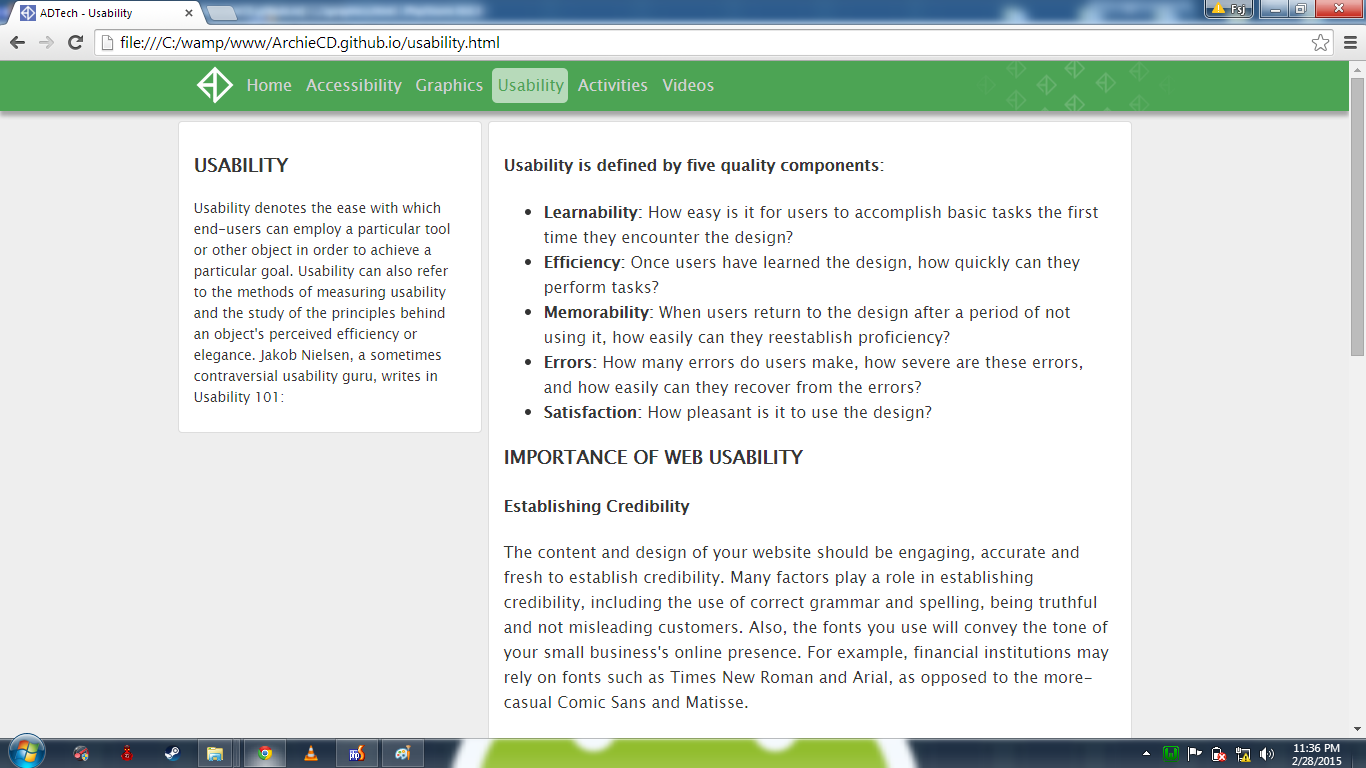 ADTech - Usability
Fsj
file:///C:/wamp/www/ArchieCD.github.io/usability.html
Home Accessibility Graphics Usability Activities Videos
USABILITY
Usability denotes the ease with which
end-users can employ a particular tool
or other object in order to achieve a
particular goal. Usability can also refer
to the methods of measuring usability
and the study of the principles behind
an object's perceived efficiency or
elegance. Jakob Nielsen, a sometimes
contraversial usability guru, writes in
Usability 101:
Usability is defined by five quality components:
• Learnability: How easy is it for users to accomplish basic tasks the first
time they encounter the design?
• Efficiency: Once users have learned the design, how quickly can they
perform tasks?
• Memorability: When users return to the design after a period of not
using it, how easily can they reestablish proficiency?
• Errors: How many errors do users make, how severe are these errors,
and how easily can they recover from the errors?
• Satisfaction: How pleasant is it to use the design?
IMPORTANCE OF WEB USABILITY
Establishing Credibility
The content and design of your website should be engaging, accurate and
fresh to establish credibility. Many factors play a role in establishing
credibility, including the use of correct grammar and spelling, being truthful
and not misleading customers. Also, the fonts you use will convey the tone of
your small business's online presence. For example, financial institutions may
rely on fonts such as Times New Roman and Arial, as opposed to the more-
casual Comic Sans and Matisse.
11:36 PM
2/28/2015